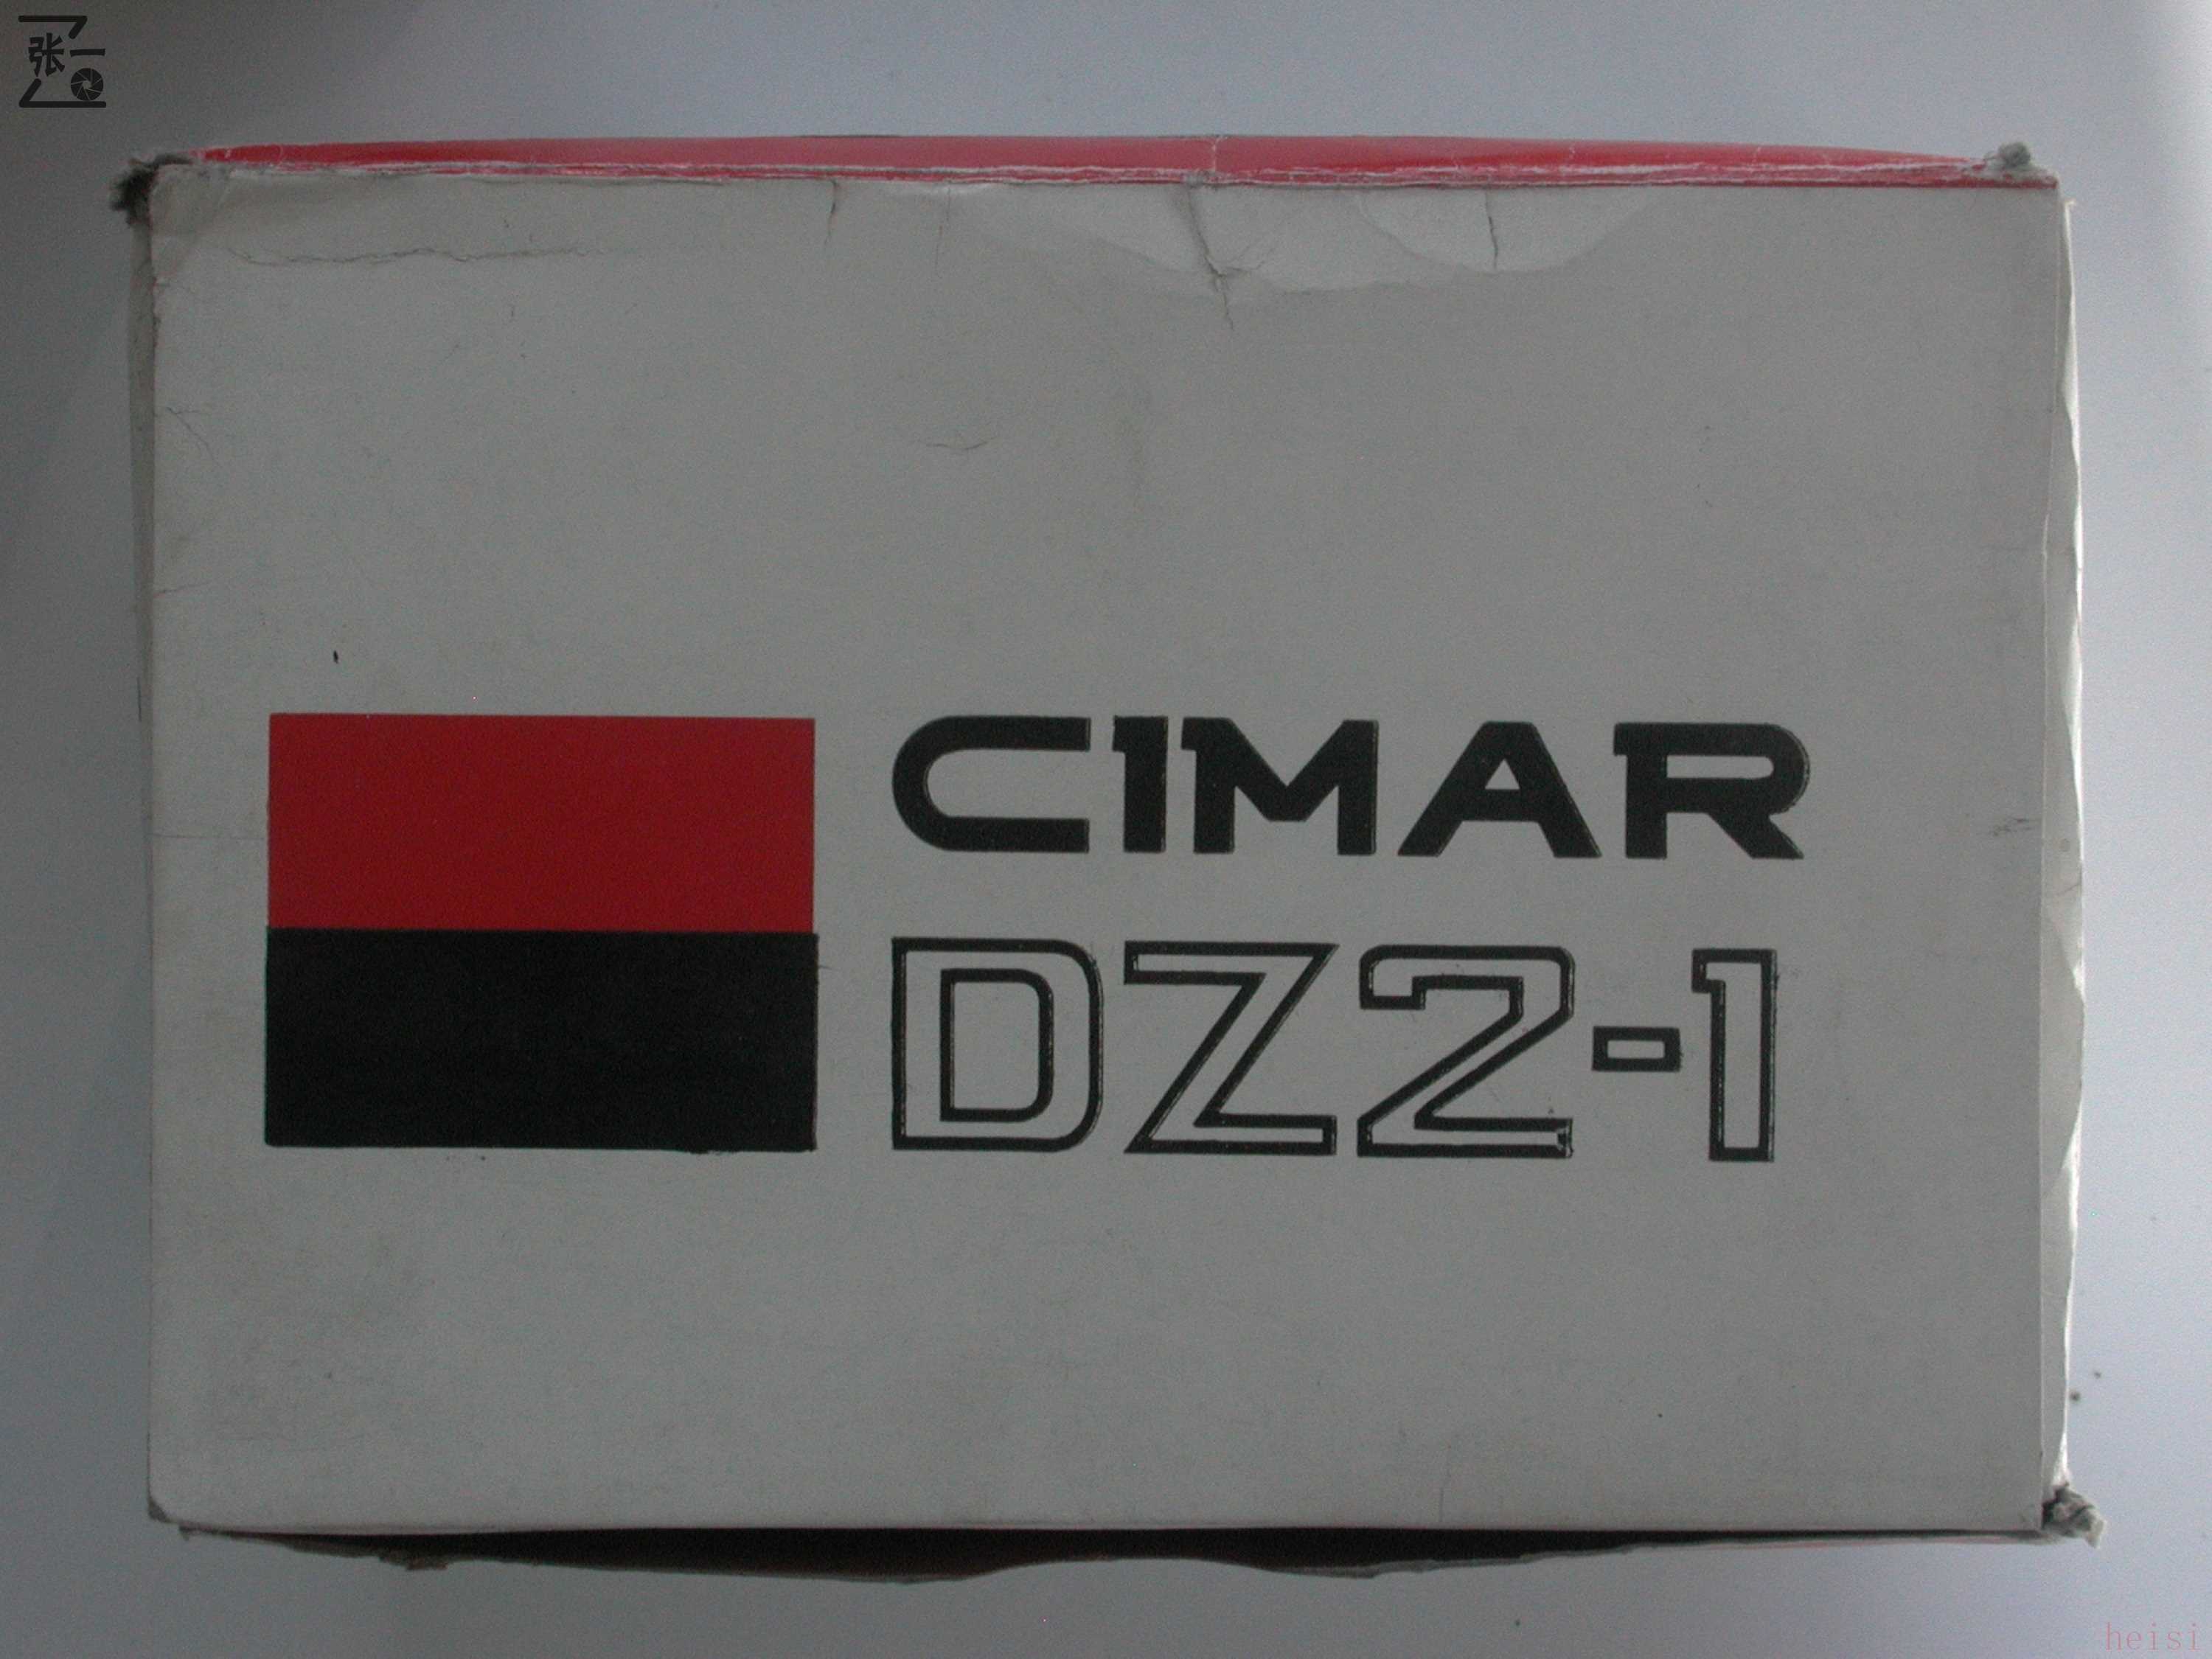 张一
CIMAR
DZ2-1
heisi